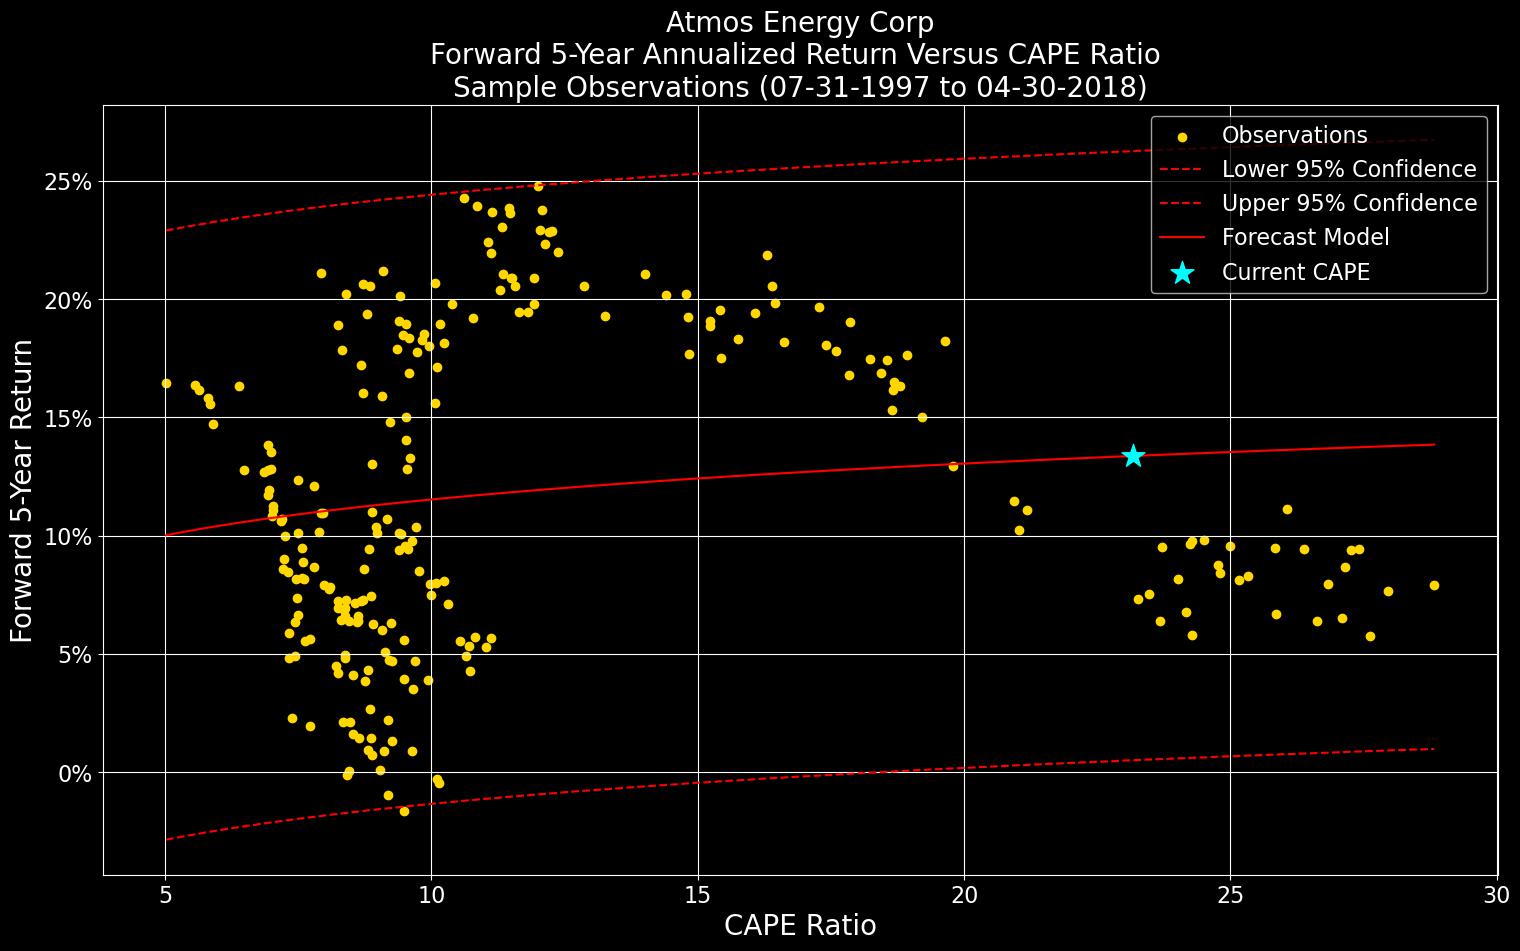 Atmos Energy Corp
Forward 5-Year Annualized Return Versus CAPE Ratio
Sample Observations (07-31-1997 to 04-30-2018)
Observations
Lower 95% Confidence
Upper 95% Confidence
Forecast Model
Current CAPE
Forward 5-Year Return
25%
20%
15%
10%
5%
0%
5
10
15
20
25
30
CAPE Ratio